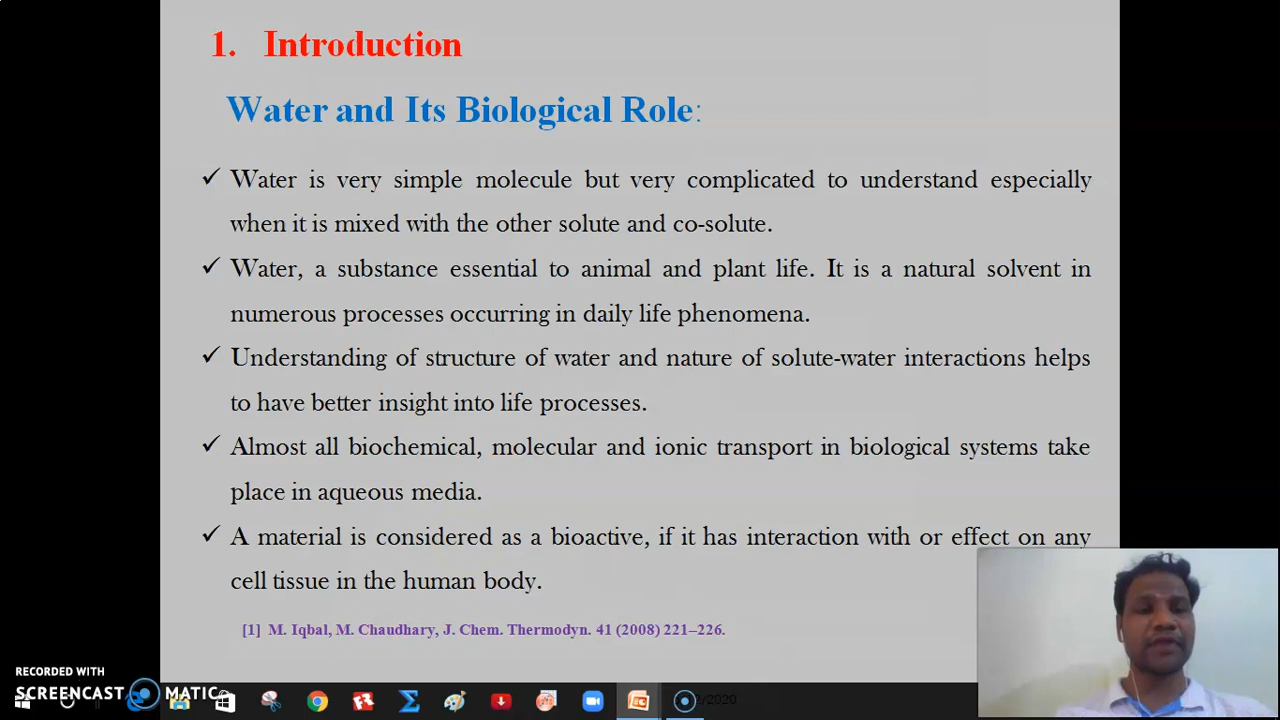 1. Introduction
Water and Its Biological Role:
✓ Water is very simple molecule but very complicated to understand especially
when it is mixed with the other solute and co-solute.
✓ Water, a substance essential to animal and plant life. It is a natural solvent in
numerous processes occurring in daily life phenomena.
✓ Understanding of structure of water and nature of solute-water interactions helps
to have better insight into life processes.
✓ Almost all biochemical, molecular and ionic transport in biological systems take
place in aqueous media.
✓ A material is considered as a bioactive, if it has interaction with or effect on any
cell tissue in the human body.
[1] M. Iqbal, M. Chaudhary, J. Chem. Thermodyn. 41 (2008) 221–226.
RECORDED WITH
SCREENCAST MATIC
/2020